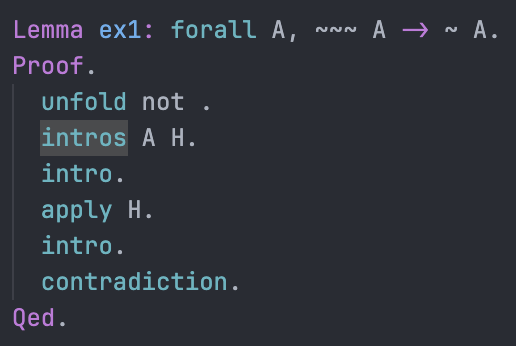 Lemma ex1: forall A, ~~~ A -> ~ A.
Proof.
unfold not .
intros A H.
intro.
apply H.
intro.
contradiction.
Qed.